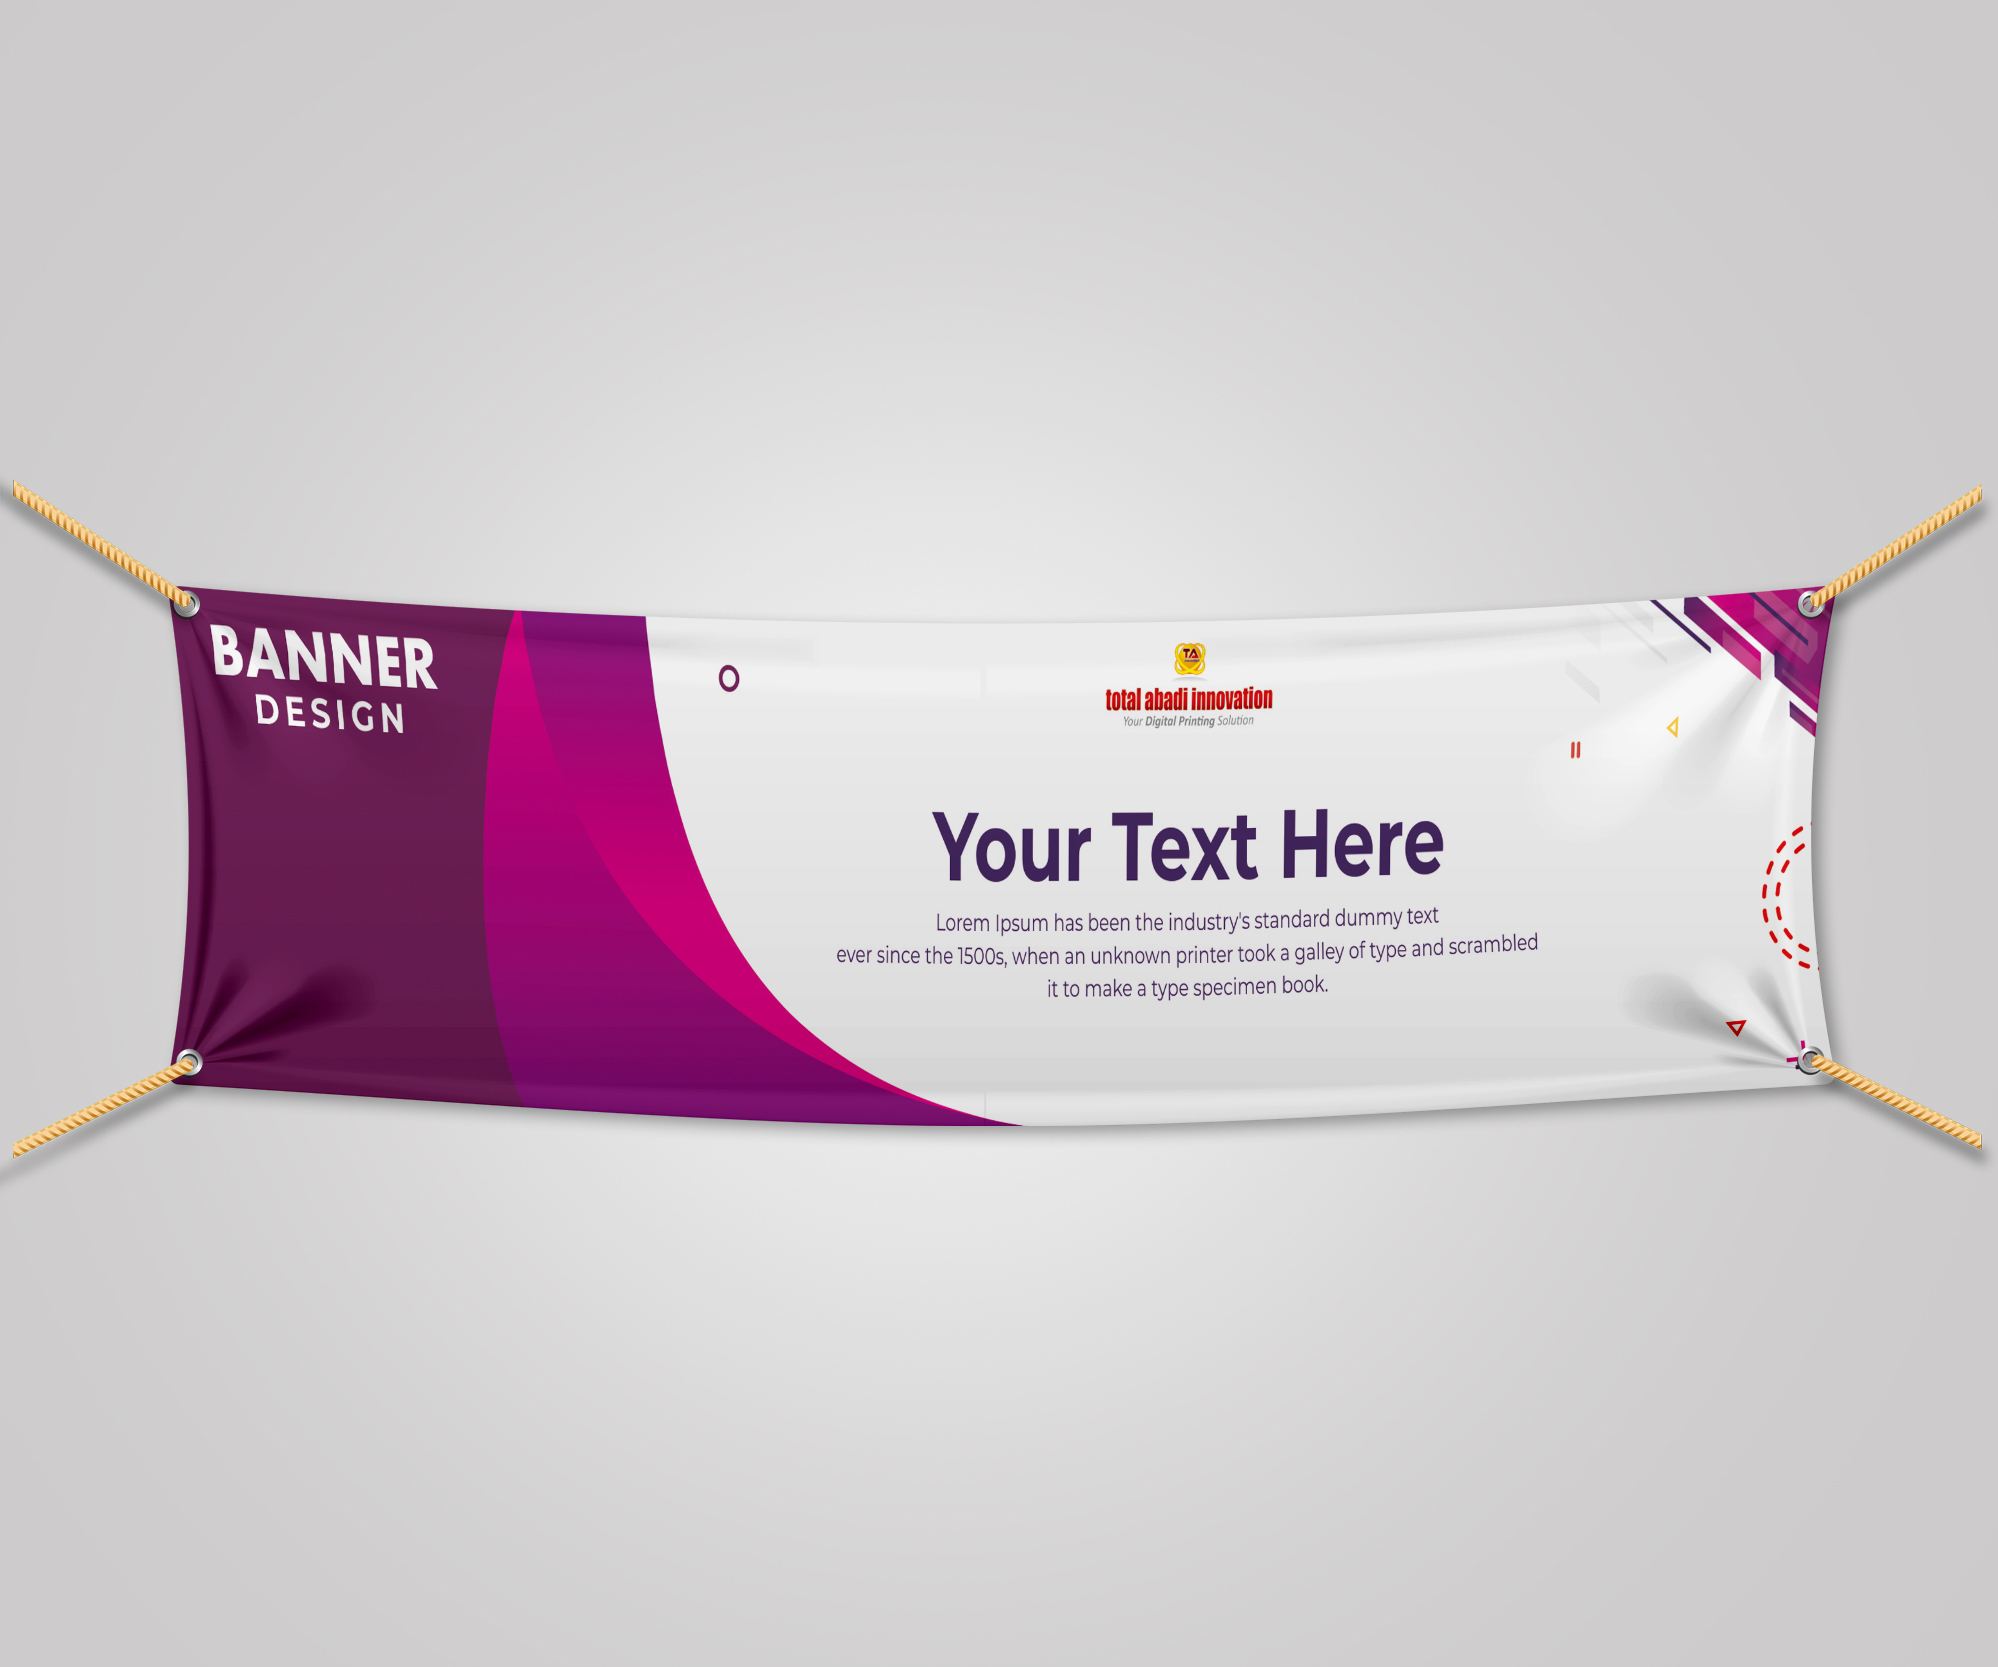 BANNER
DESIGN
TA
total abadi innovation
Your Digital Printing Solution
Your Text Here
Lorem Ipsum has been the industry's standard dummy text
ever since the 1500s, when an unknown printer took a galley of type and scrambled
it to make a type specimen book.